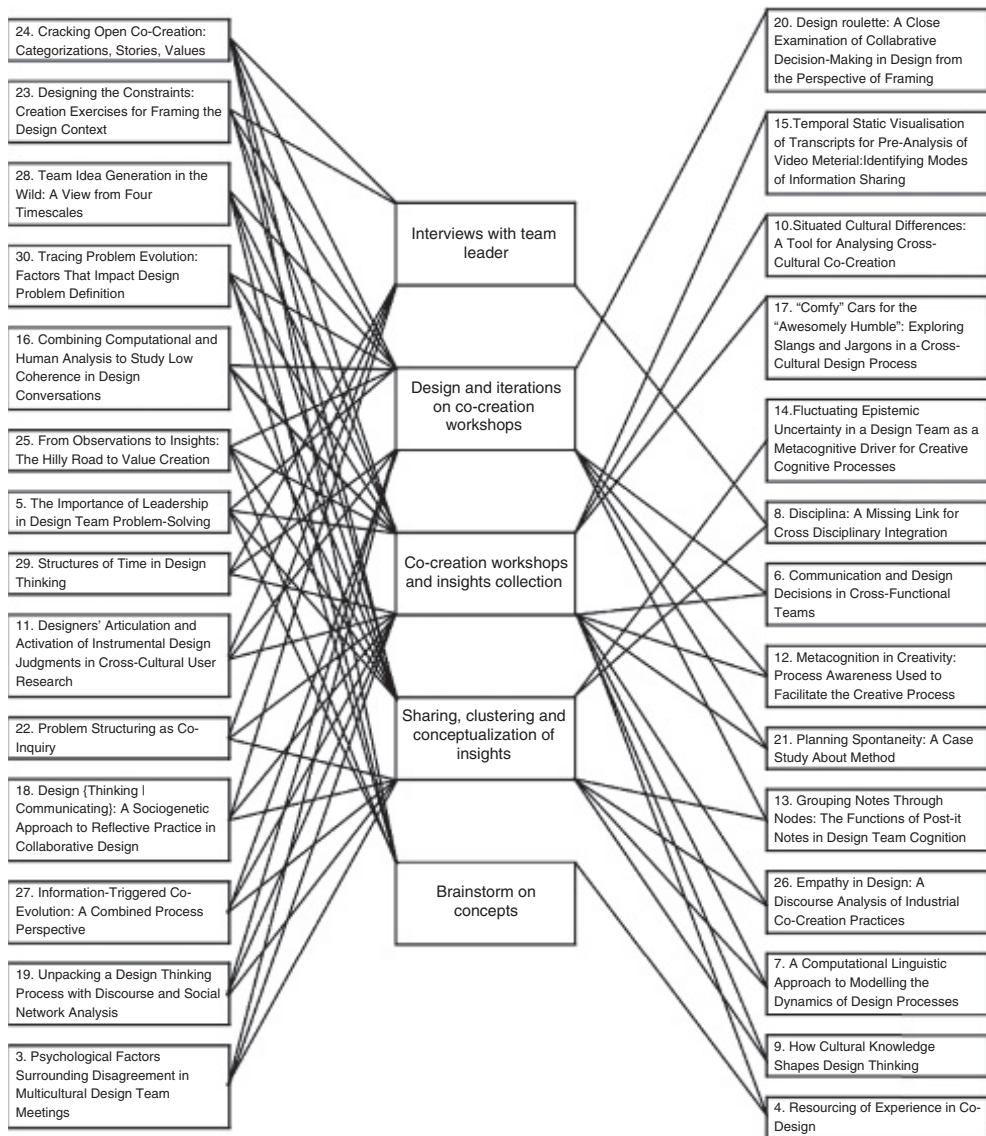 24. Cracking Open Co-Creation:
Categorizations, Stories, Values
23. Designing the Constraints:
Creation Exercises for Framing the
Design Context
28. Team Idea Generation in the
Wild: A View from Four
Timescales
30. Tracing Problem Evolution:
Factors That Impact Design
Problem Definition
16. Combining Computational and
Human Analysis to Study Low
Coherence in Design
Conversations
25. From Observations to Insights:
The Hilly Road to Value Creation
5. The Importance of Leadership
in Design Team Problem-Solving
29. Structures of Time in Design
Thinking
11. Designers' Articulation and
Activation of Instrumental Design
Judgments in Cross-Cultural User
Research
22. Problem Structuring as Co-
Inquiry
18. Design {Thinking |
Communicating}: A Sociogenetic
Approach to Reflective Practice in
Collaborative Design
27. Information-Triggered Co-
Evolution: A Combined Process
Perspective
19. Unpacking a Design Thinking
Process with Discourse and Social
Network Analysis
3. Psychological Factors
Surrounding Disagreement in
Multicultural Design Team
Meetings
Interviews with team
leader
Design and iterations
on co-creation
workshops
Co-creation workshops
and insights collection
Sharing, clustering and
conceptualization of
insights
Brainstorm on
concepts
20. Design roulette: A Close
Examination of Collabrative
Decision-Making in Design from
the Perspective of Framing
15.Temporal Static Visualisation
of Transcripts for Pre-Analysis of
Video Meterial:Identifying Modes
of Information Sharing
10.Situated Cultural Differences:
A Tool for Analysing Cross-
Cultural Co-Creation
17. "Comfy" Cars for the
"Awesomely Humble": Exploring
Slangs and Jargons in a Cross-
Cultural Design Process
14.Fluctuating Epistemic
Uncertainty in a Design Team as a
Metacognitive Driver for Creative
Cognitive Processes
8. Disciplina: A Missing Link for
Cross Disciplinary Integration
6. Communication and Design
Decisions in Cross-Functional
Teams
12. Metacognition in Creativity:
Process Awareness Used to
Facilitate the Creative Process
21. Planning Spontaneity: A Case
Study About Method
13. Grouping Notes Through
Nodes: The Functions of Post-it
Notes in Design Team Cognition
26. Empathy in Design: A
Discourse Analysis of Industrial
Co-Creation Practices
7. A Computational Linguistic
Approach to Modelling the
Dynamics of Design Processes
9. How Cultural Knowledge
Shapes Design Thinking
4. Resourcing of Experience in Co-
Design